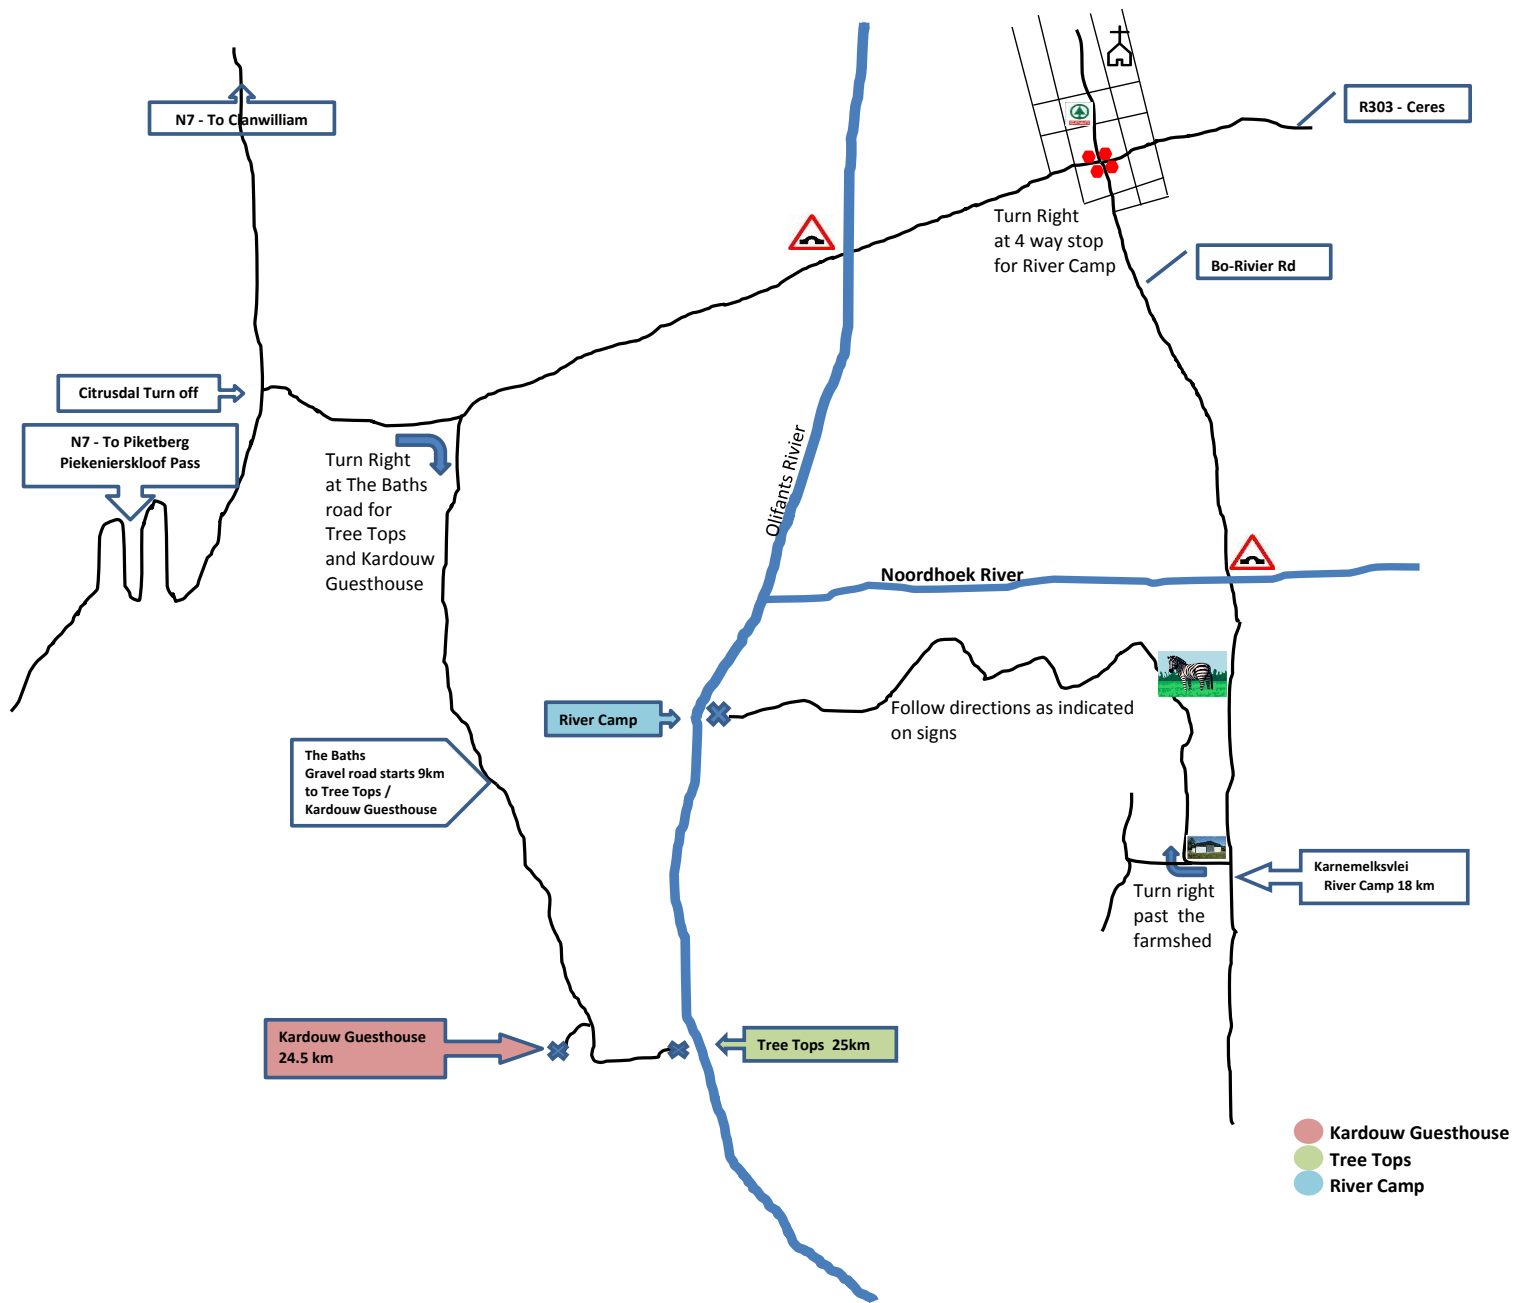 N7 - To Clanwilliam
R303 - Ceres
Turn Right
at 4 way stop
for River Camp
Bo-Rivier Rd
Citrusdal Turn off
N7 - To Piketberg
Piekenierskloof Pass
Turn Right
at The Baths
road for
Tree Tops
and Kardouw
Guesthouse
Olifants Rivier
Noordhoek River
River Camp
Follow directions as indicated
on signs
The Baths
Gravel road starts 9km
to Tree Tops /
Kardouw Guesthouse
Karnemelksvlei
River Camp 18 km
Turn right
past the
farmshed
Kardouw Guesthouse
24.5 km
Tree Tops 25km
Kardouw Guesthouse
Tree Tops
River Camp